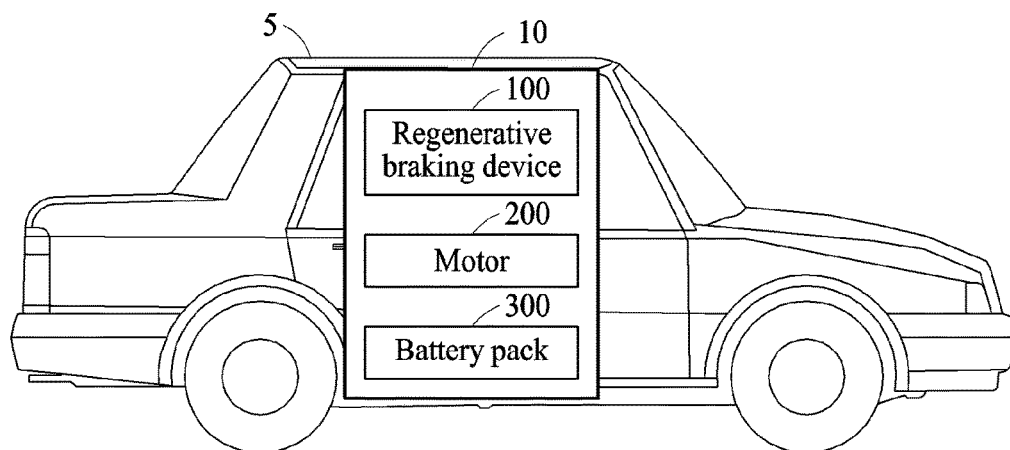 5
10
100
Regenerative
braking device
200
Motor
300
Battery pack